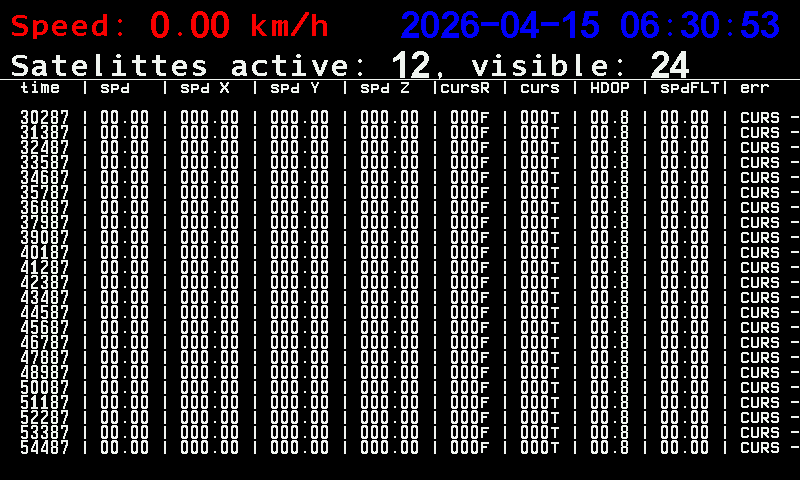 Speed: 0.00 km/h 2026-04-15 06:30:53
Satelittes active: 12, visible: 24
time | spd | spd X | spd Y | spd Z |cursR | curs | HDOP | spdFLT| err
30287 | 00.00 | 000.00 | 000.00 | 000.00 | 000F | 000T | 00.8 | 00.00 | CURS -
31387 | 00.00 | 000.00 | 000.00 | 000.00 | 000F | 000T | 00.8 | 00.00 | CURS -
32487 | 00.00 | 000.00 | 000.00 | 000.00 | 000F | 000T | 00.8 | 00.00 | CURS -
33587 | 00.00 | 000.00 | 000.00 | 000.00 | 000F | 000T | 00.8 | 00.00 | CURS -
34687 | 00.00 | 000.00 | 000.00 | 000.00 | 000F | 000T | 00.8 | 00.00 | CURS -
35787 | 00.00 | 000.00 | 000.00 | 000.00 | 000F | 000T | 00.8 | 00.00 | CURS -
36887 | 00.00 | 000.00 | 000.00 | 000.00 | 000F | 000T | 00.8 | 00.00 | CURS -
37987 | 00.00 | 000.00 | 000.00 | 000.00 | 000F | 000T | 00.8 | 00.00 | CURS -
39087 | 00.00 | 000.00 | 000.00 | 000.00 | 000F | 000T | 00.8 | 00.00 | CURS -
40187 | 00.00 | 000.00 | 000.00 | 000.00 | 000F | 000T | 00.8 | 00.00 | CURS -
41287 | 00.00 | 000.00 | 000.00 | 000.00 | 000F | 000T | 00.8 | 00.00 | CURS -
42387 | 00.00 | 000.00 | 000.00 | 000.00 | 000F | 000T | 00.8 | 00.00 | CURS -
43487 | 00.00 | 000.00 | 000.00 | 000.00 | 000F | 000T | 00.8 | 00.00 | CURS -
44587 | 00.00 | 000.00 | 000.00 | 000.00 | 000F | 000T | 00.8 | 00.00 | CURS -
45687 | 00.00 | 000.00 | 000.00 | 000.00 | 000F | 000T | 00.8 | 00.00 | CURS -
46787 | 00.00 | 000.00 | 000.00 | 000.00 | 000F | 000T | 00.8 | 00.00 | CURS -
47887 | 00.00 | 000.00 | 000.00 | 000.00 | 000F | 000T | 00.8 | 00.00 | CURS -
48987 | 00.00 | 000.00 | 000.00 | 000.00 | 000F | 000T | 00.8 | 00.00 | CURS -
50087 | 00.00 | 000.00 | 000.00 | 000.00 | 000F | 000T | 00.8 | 00.00 | CURS -
51187 | 00.00 | 000.00 | 000.00 | 000.00 | 000F | 000T | 00.8 | 00.00 | CURS -
52287 | 00.00 | 000.00 | 000.00 | 000.00 | 000F | 000T | 00.8 | 00.00 | CURS -
53387 | 00.00 | 000.00 | 000.00 | 000.00 | 000F | 000T | 00.8 | 00.00 | CURS -
54487 | 00.00 | 000.00 | 000.00 | 000.00 | 000F | 000T | 00.8 | 00.00 | CURS -